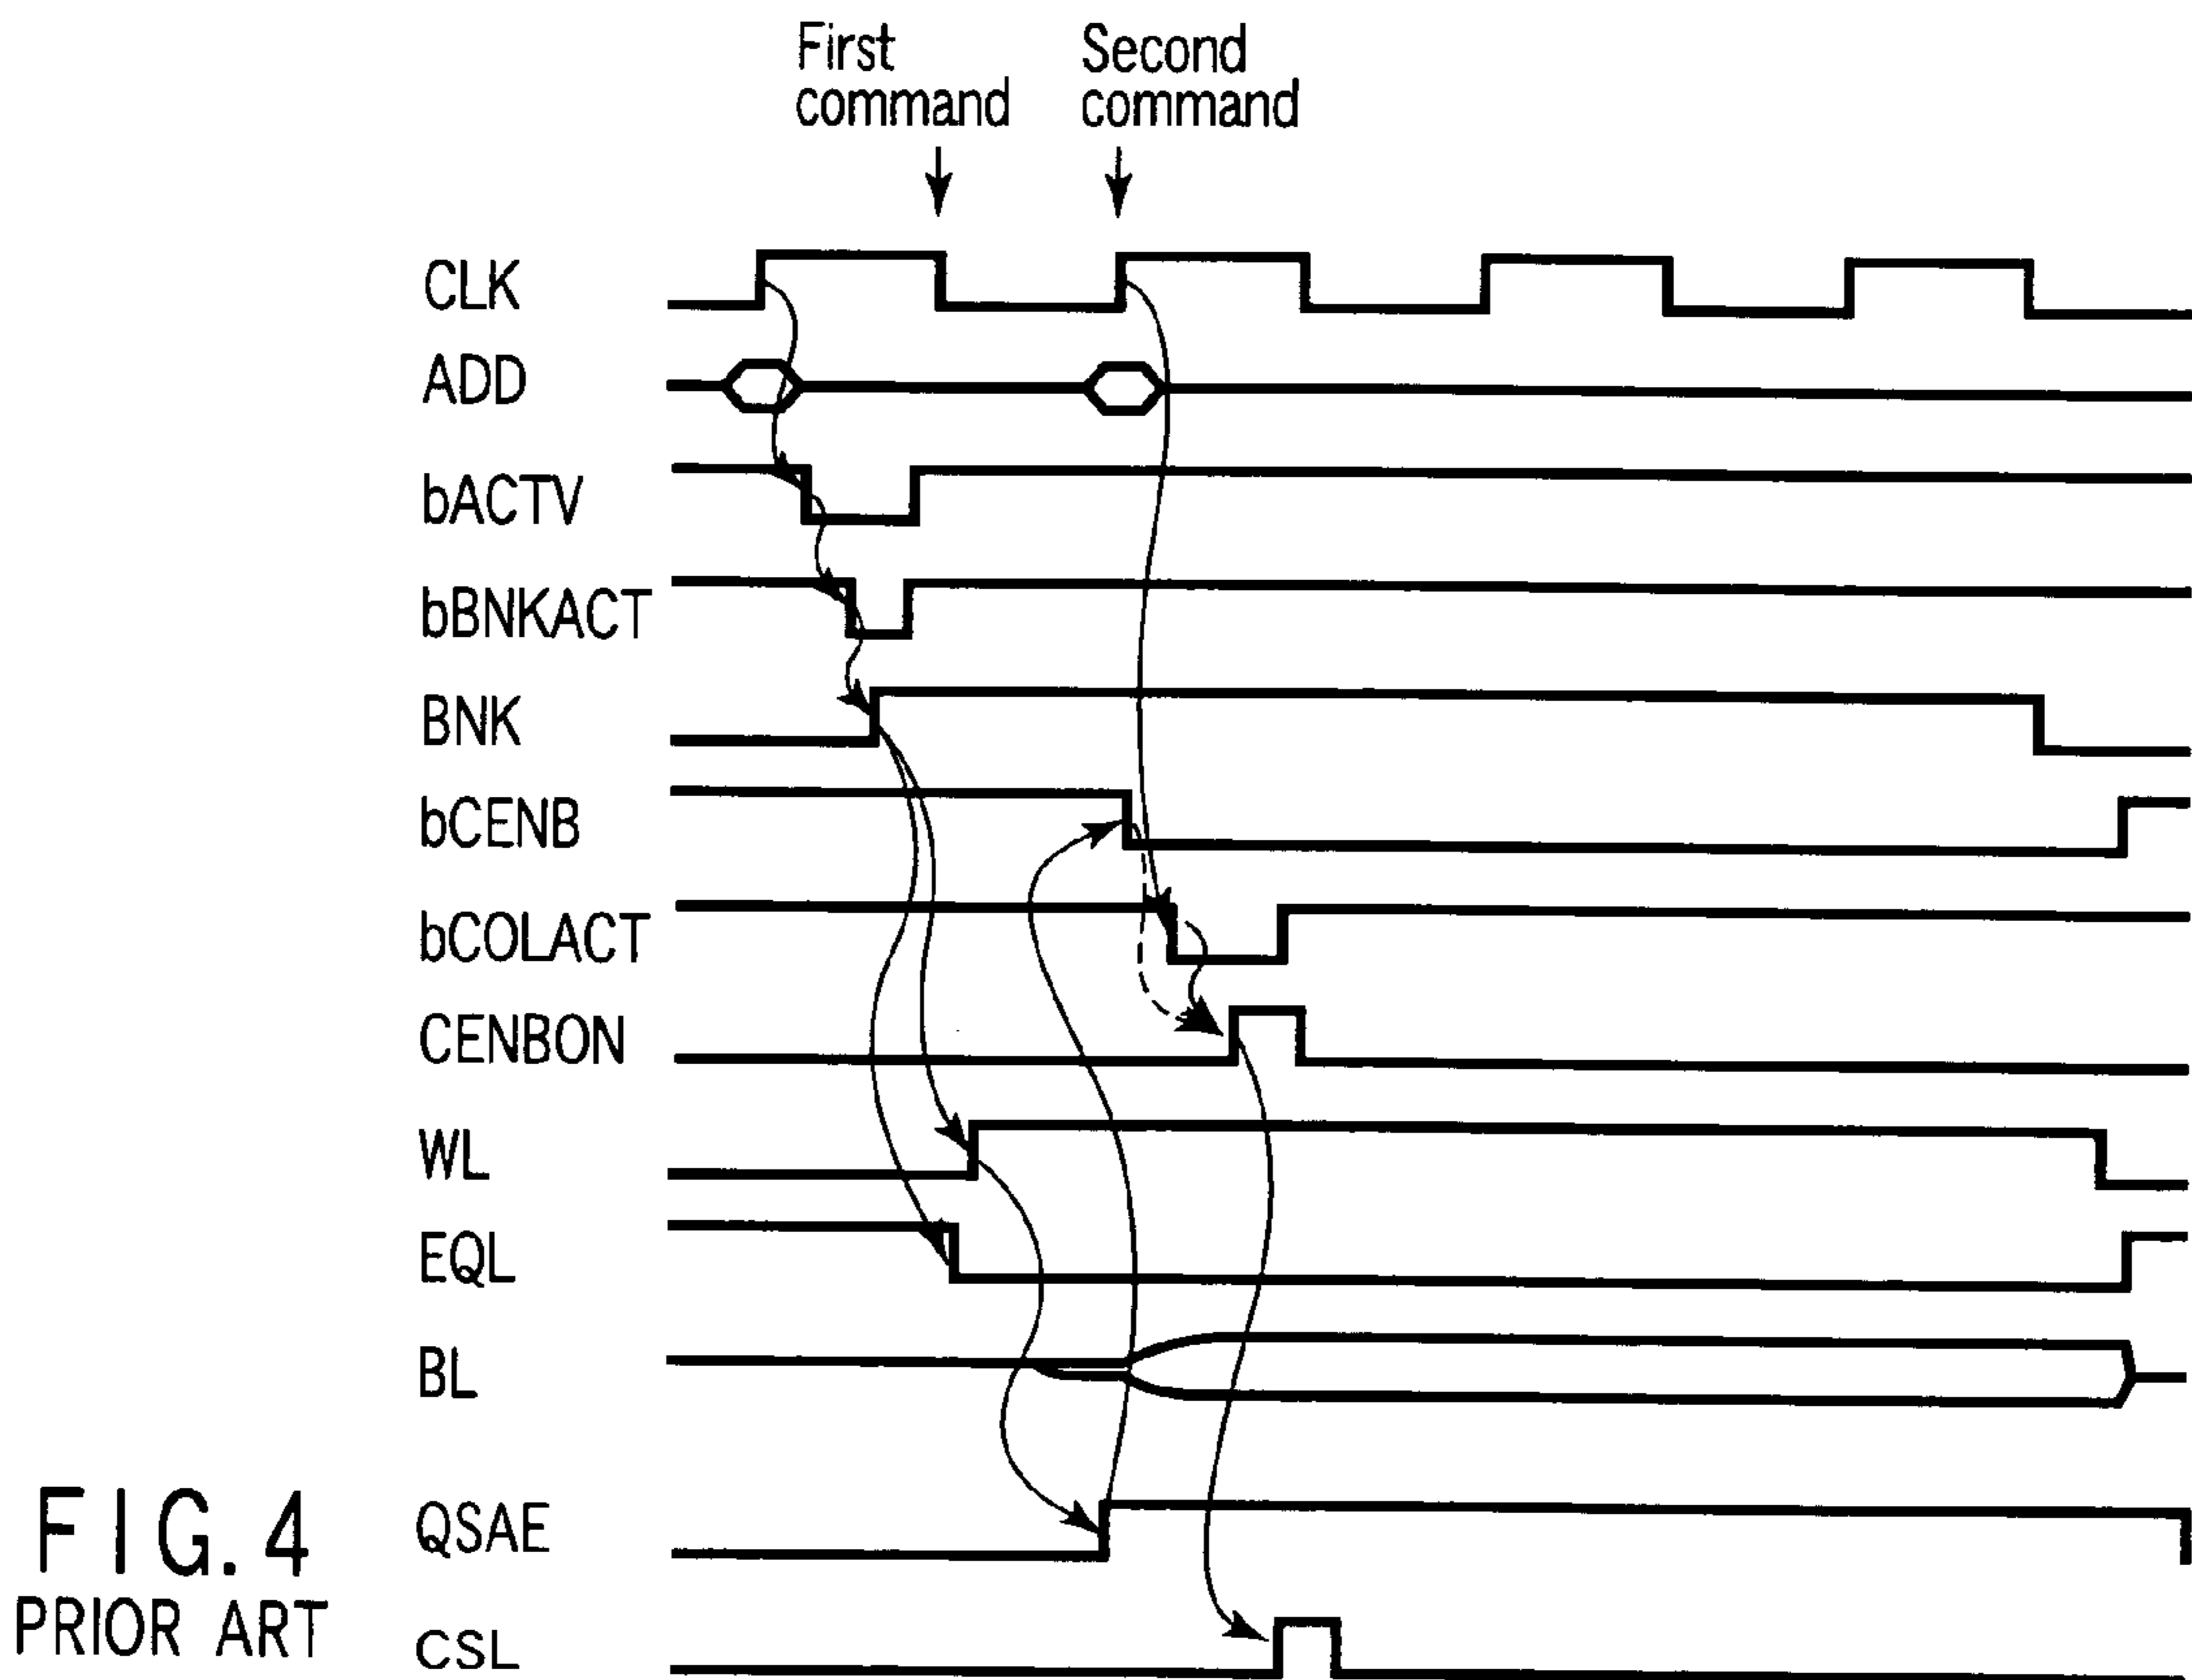 First
command
Second
command
CLK
ADD
bACTV
bBNKACT
BNK
bCENB
bCOLACT
CENBON
WL
EQL
BL
QSAE
CSL
FIG. 4
PRIOR ART